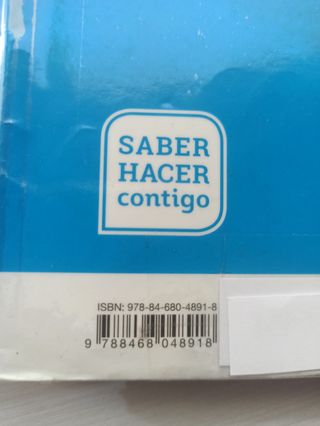 SABER
HACER
contigo
ISBN: 978-84-680-4891-8
9 788468 048918